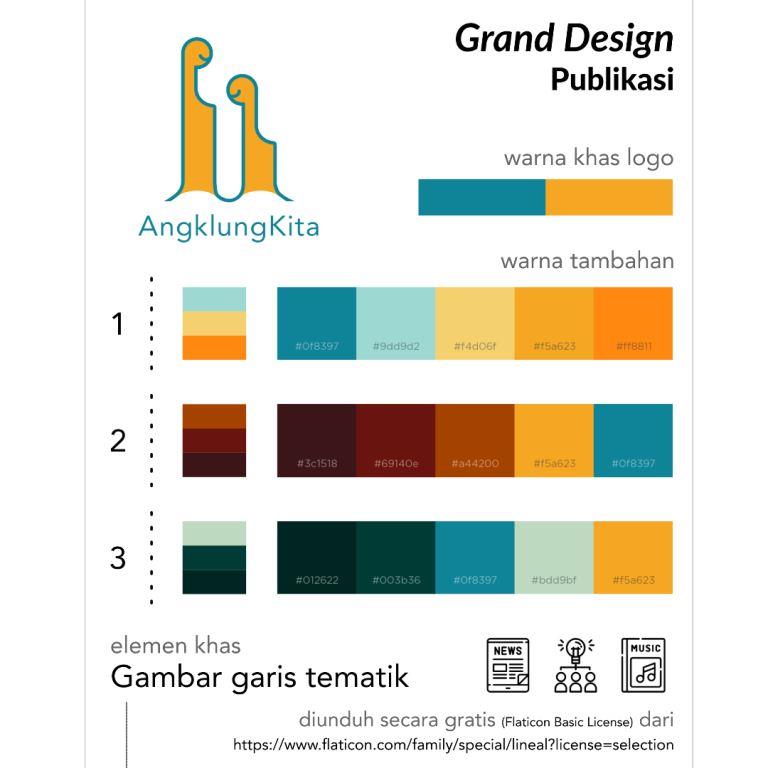 Grand Design
Publikasi
AngklungKita
warna khas logo
warna tambahan
1
#0f8397
#9dd9d2
#f4d06f
#f5a623
#ff8811
2
#3c1518
#69140e
#a44200
#f5a623
#0f8397
3
#012622
#003b36
#0f8397
#bdd9bf
#f5a623
elemen khas
Gambar garis tematik
NEWS
MUSIC
diunduh secara gratis (Flaticon Basic License) dari
https://www.flaticon.com/family/special/lineal?license=selection